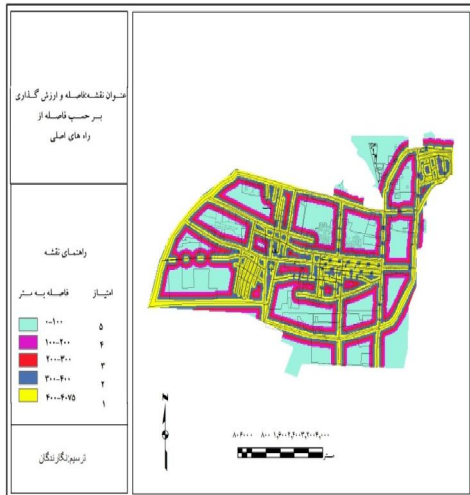 عنوان نقشه:فاصله و ارزش گذاری
بر حسب فاصله از
راه های اصلی
راهنمای نقشه
امتیاز فاصله به متر
۵ ۰-۱۰۰
۴ ۱۰۰-۲۰۰
۳ ۲۰۰-۳۰۰
۲ ۳۰۰-۴۰۰
۱ ۴۰۰-۴۰۷۵
ترسیم:نگارندگان
متر